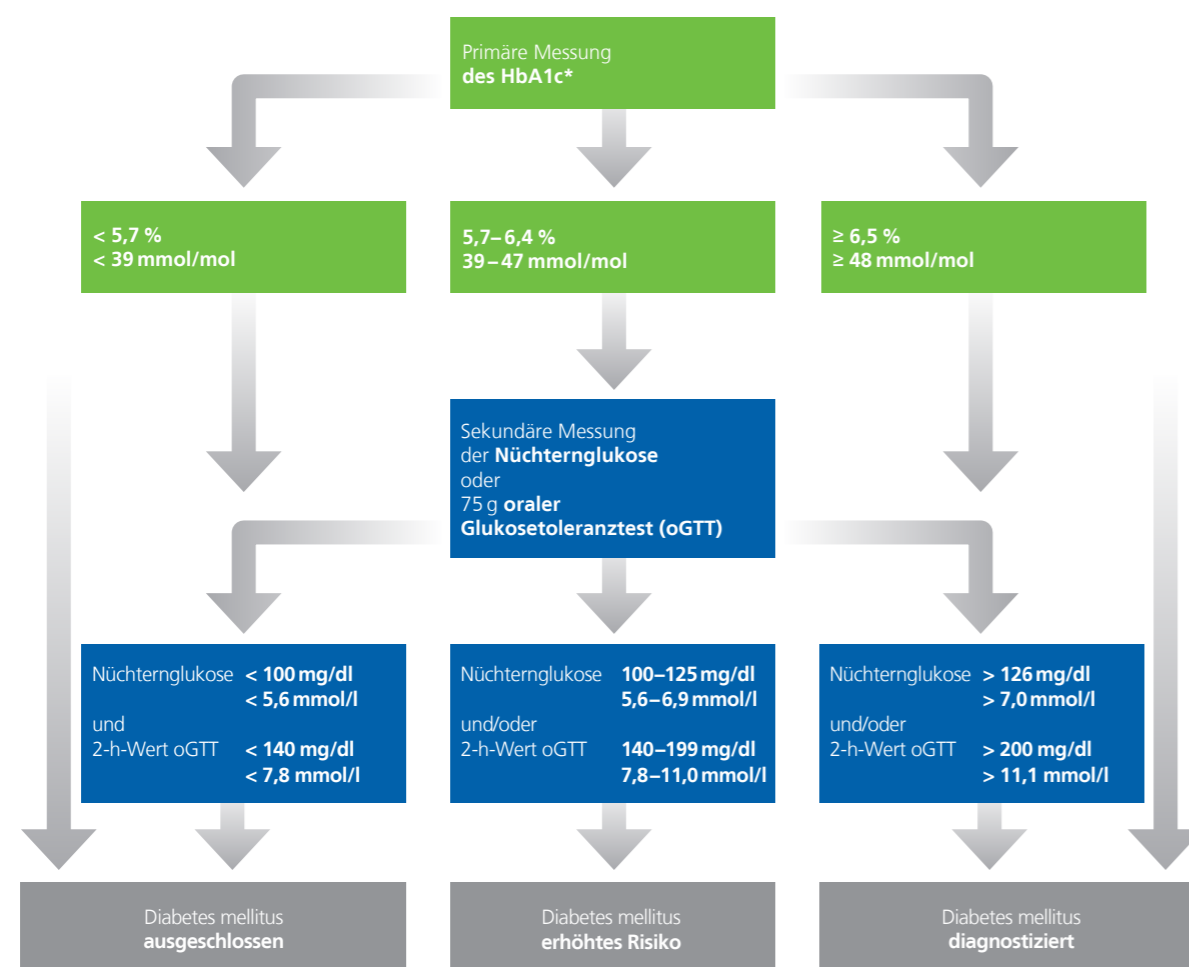 Primäre Messung
des HbA1c*
< 5,7 %
< 39 mmol/mol
5,7–6,4 %
39–47 mmol/mol
≥ 6,5 %
≥ 48 mmol/mol
Sekundäre Messung
der Nüchternglukose
oder
75 g oraler
Glukosetoleranztest (oGTT)
Nüchternglukose < 100 mg/dl
< 5,6 mmol/l
und
2-h-Wert oGTT < 140 mg/dl
< 7,8 mmol/l
Nüchternglukose 100–125 mg/dl
5,6–6,9 mmol/l
und/oder
2-h-Wert oGTT 140–199 mg/dl
7,8–11,0 mmol/l
Nüchternglukose > 126 mg/dl
> 7,0 mmol/l
und/oder
2-h-Wert oGTT > 200 mg/dl
> 11,1 mmol/l
Diabetes mellitus
ausgeschlossen
Diabetes mellitus
erhöhtes Risiko
Diabetes mellitus
diagnostiziert